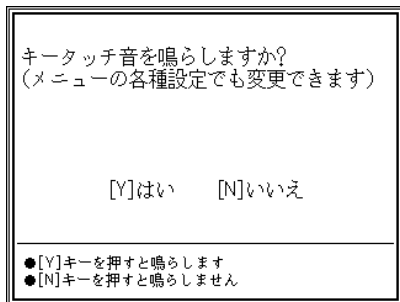 キータッチ音を鳴らしますか?
(メニューの各種設定でも変更できます)
[Y]はい [N]いいえ
●[Y]キーを押すと鳴らします
●[N]キーを押すと鳴らしません